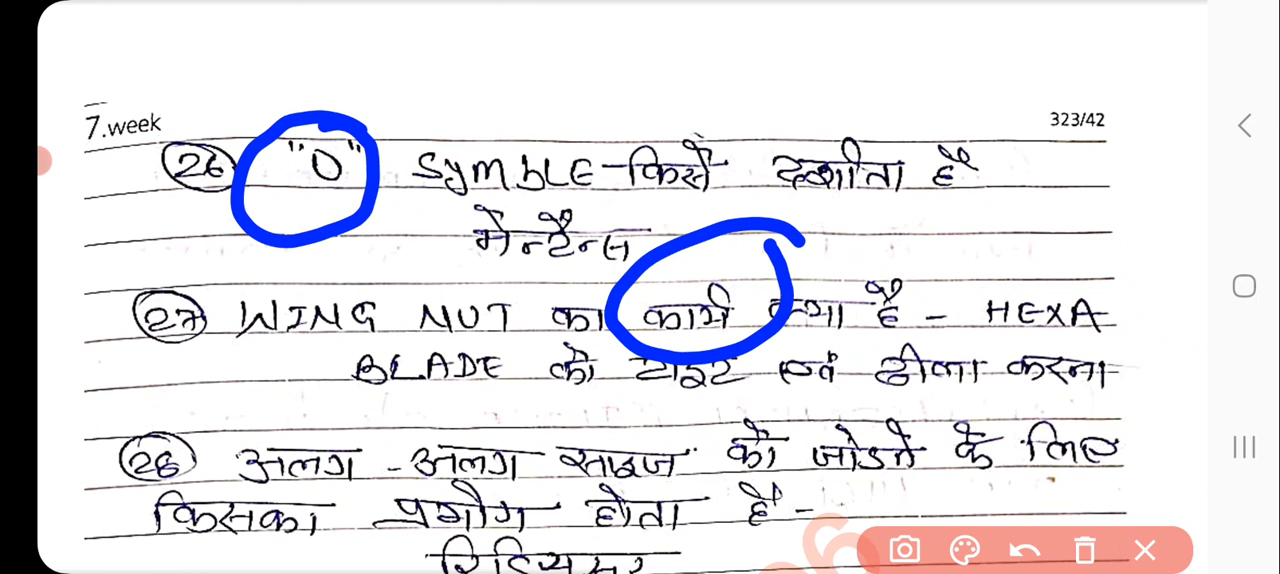 7.week 323/42
26 "O" SYMBLE - किसे दर्शाता है
मेन्टैन्स
27 WING NUT का कार्य क्या है - HEXA
BLADE को टाइट एवं ढीला करना
28 अलग - अलग साइज को जोडने के लिए
किसका प्रयोग होता है -